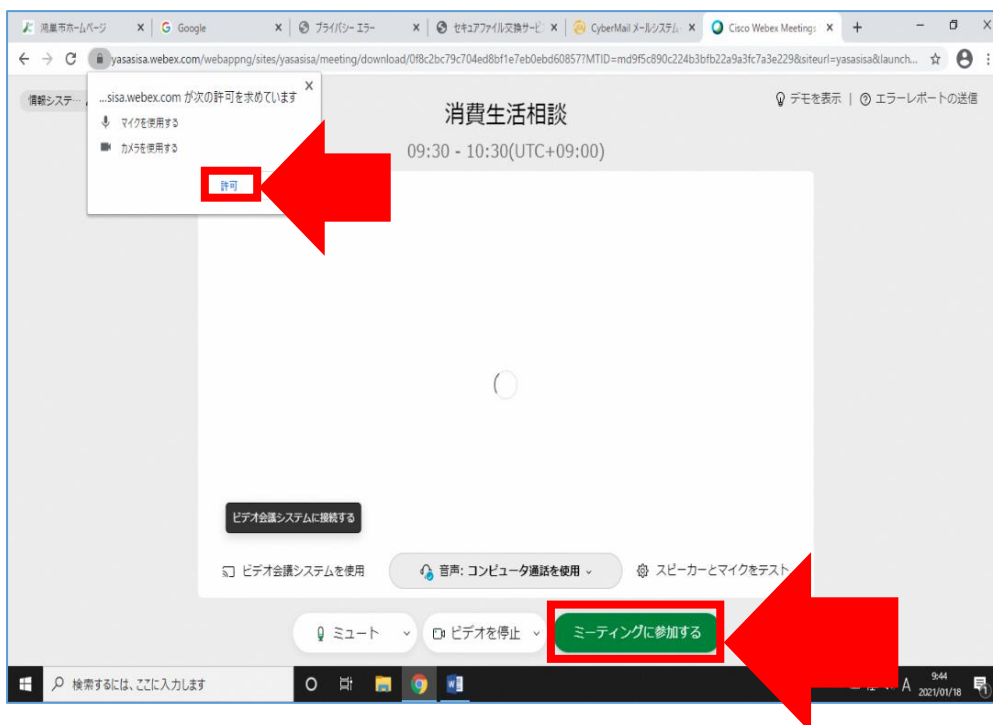 鴻巣市ホームページ
Google
プライバシー エラー
セキュアファイル交換サービ
CyberMail メールシステム
Cisco Webex Meetings
yasasisa.webex.com/webappng/sites/yasasisa/meeting/download/0f8c2bc79c704ed8bf1e7eb0ebd60857?MTID=md9f5c890c224b3bfb22a9a3fc7a3e229&siteurl=yasasisa&launch...
情報システ…
...sisa.webex.com が次の許可を求めています
マイクを使用する
カメラを使用する
許可
デモを表示 | エラーレポートの送信
消費生活相談
09:30 - 10:30(UTC+09:00)
ビデオ会議システムに接続する
ビデオ会議システムを使用
音声: コンピュータ通話を使用
スピーカーとマイクをテスト
ミュート
ビデオを停止
ミーティングに参加する
検索するには、ここに入力します
A
9:44
2021/01/18
1